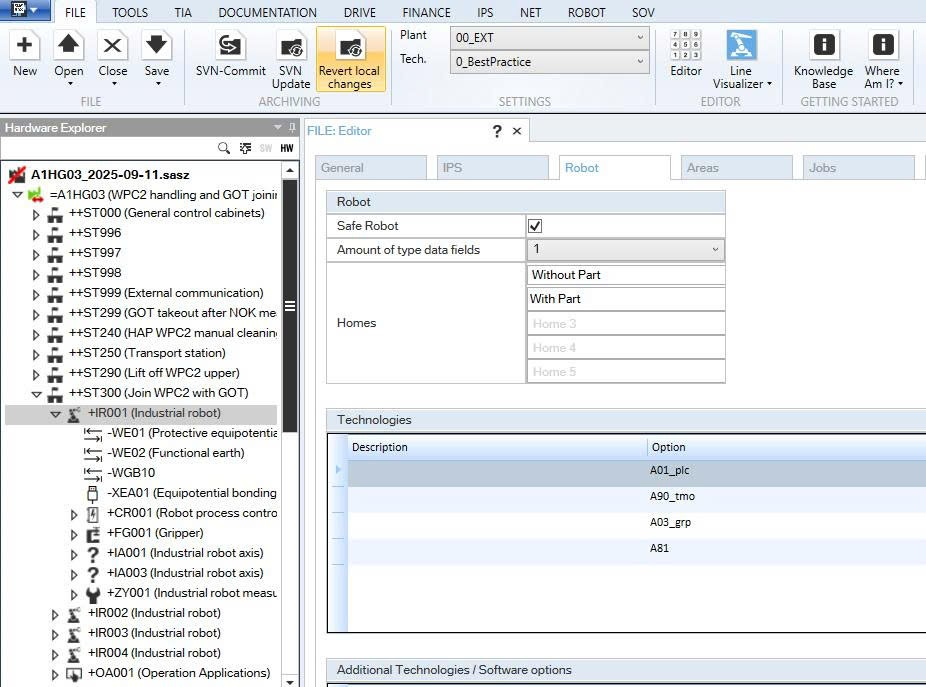 FILE TOOLS TIA DOCUMENTATION DRIVE FINANCE IPS NET ROBOT SOV
New Open Close Save
SVN-Commit SVN Update Revert local changes
Plant 00_EXT
Tech. 0_BestPractice
Editor Line Visualizer
Knowledge Base Where Am I?
FILE ARCHIVING SETTINGS EDITOR GETTING STARTED
Hardware Explorer
SW HW
A1HG03_2025-09-11.sasz
=A1HG03 (WPC2 handling and GOT joinin
++ST000 (General control cabinets)
++ST996
++ST997
++ST998
++ST999 (External communication)
++ST299 (GOT takeout after NOK me
++ST240 (HAP WPC2 manual cleanin
++ST250 (Transport station)
++ST290 (Lift off WPC2 upper)
++ST300 (Join WPC2 with GOT)
+IR001 (Industrial robot)
-WE01 (Protective equipotentia
-WE02 (Functional earth)
-WGB10
-XEA01 (Equipotential bonding
+CR001 (Robot process contro
+FG001 (Gripper)
+IA001 (Industrial robot axis)
+IA003 (Industrial robot axis)
+ZY001 (Industrial robot measu
+IR002 (Industrial robot)
+IR003 (Industrial robot)
+IR004 (Industrial robot)
+OA001 (Operation Applications)
FILE: Editor ? ×
General IPS Robot Areas Jobs
Robot
Safe Robot
Amount of type data fields 1
Homes
Without Part
With Part
Home 3
Home 4
Home 5
Technologies
Description Option
A01_plc
A90_tmo
A03_grp
A81
Additional Technologies / Software options